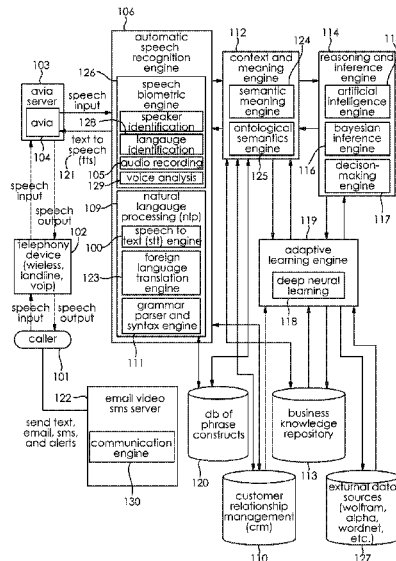 106
automatic
speech
recognition
engine
112
context and
meaning
engine
124
semantic
meaning
engine
ontological
semantics
engine
125
114
reasoning and
inference
engine
artificial
intelligence
engine
bayesian
inference
engine
116
decison-
making
engine
117
103
avia
server
avia
104
speech
input
text
to
speech (tts)
121
126
speech
biometric
engine
speaker
identification
128
langauge
identification
105
audio recording
129
voice analysis
speech
input
speech
output
109
natural
langauge
processing (nlp)
100
speech to
text (stt) engine
123
foreign
language
translation
engine
grammar
parser and
syntax engine
111
102
telephony
device
(wieless,
landline,
voip)
speech
input
speech
output
caller
101
119
adaptive
learning engine
deep neural
learning
118
122
send text,
email, sms,
and alerts
email video
sms server
communication
engine
130
db of
phrase
constructs
120
customer
relationship
management
(crm)
110
business
knowledge
repository
113
external data
sources
(wolfram,
alpha,
wordnet,
etc.)
127